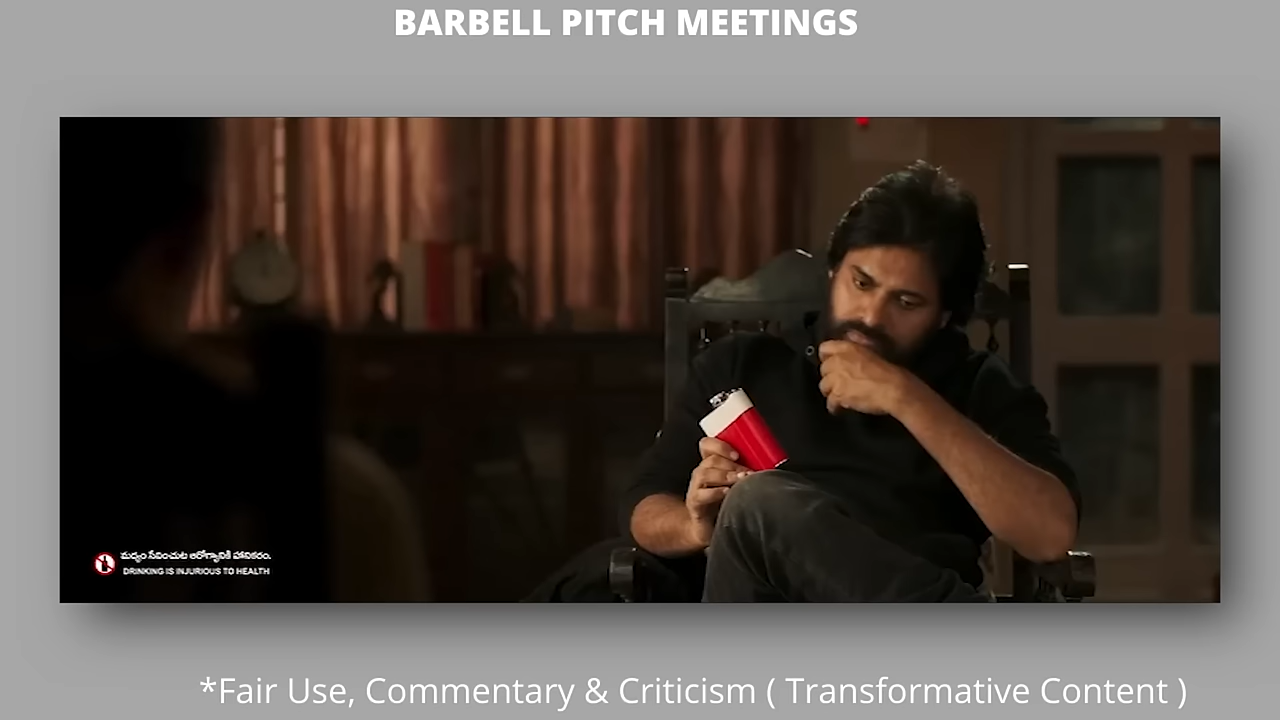 BARBELL PITCH MEETINGS
మద్యం సేవించుట ఆరోగ్యానికి హానికరం.
DRINKING IS INJURIOUS TO HEALTH
*Fair Use, Commentary & Criticism ( Transformative Content )